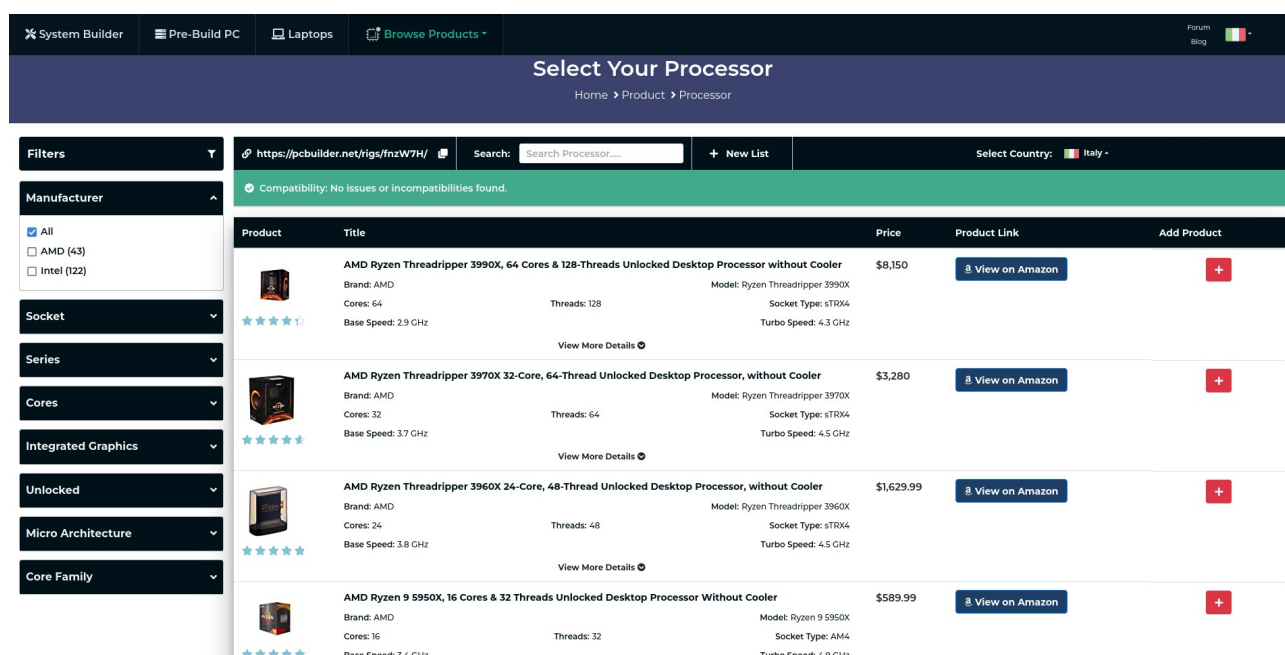 System Builder
Pre-Build PC
Laptops
Browse Products
Forum
Blog
Select Your Processor
Home > Product > Processor
Filters
https://pcbuilder.net/rigs/fnzW7H/
Search:
Search Processor.....
+ New List
Select Country:
Italy
Manufacturer
Compatibility: No issues or incompatibilities found.
All
AMD (43)
Intel (122)
Socket
Series
Cores
Integrated Graphics
Unlocked
Micro Architecture
Core Family
Product Title Price Product Link Add Product
AMD Ryzen Threadripper 3990X, 64 Cores & 128-Threads Unlocked Desktop Processor without Cooler
$8,150
View on Amazon
+
Brand: AMD Model: Ryzen Threadripper 3990X
Cores: 64 Threads: 128 Socket Type: sTRX4
Base Speed: 2.9 GHz Turbo Speed: 4.3 GHz
View More Details
AMD Ryzen Threadripper 3970X 32-Core, 64-Thread Unlocked Desktop Processor, without Cooler
$3,280
View on Amazon
+
Brand: AMD Model: Ryzen Threadripper 3970X
Cores: 32 Threads: 64 Socket Type: sTRX4
Base Speed: 3.7 GHz Turbo Speed: 4.5 GHz
View More Details
AMD Ryzen Threadripper 3960X 24-Core, 48-Thread Unlocked Desktop Processor, without Cooler
$1,629.99
View on Amazon
+
Brand: AMD Model: Ryzen Threadripper 3960X
Cores: 24 Threads: 48 Socket Type: sTRX4
Base Speed: 3.8 GHz Turbo Speed: 4.5 GHz
View More Details
AMD Ryzen 9 5950X, 16 Cores & 32 Threads Unlocked Desktop Processor Without Cooler
$589.99
View on Amazon
+
Brand: AMD Model: Ryzen 9 5950X
Cores: 16 Threads: 32 Socket Type: AM4
Base Speed: 3.4 GHz Turbo Speed: 4.9 GHz